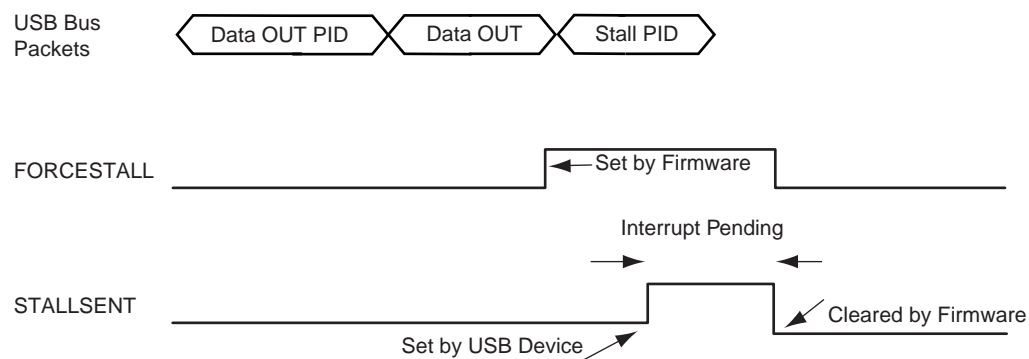 USB Bus
Packets
Data OUT PID
Data OUT
Stall PID
FORCESTALL
Set by Firmware
Interrupt Pending
STALLSENT
Cleared by Firmware
Set by USB Device